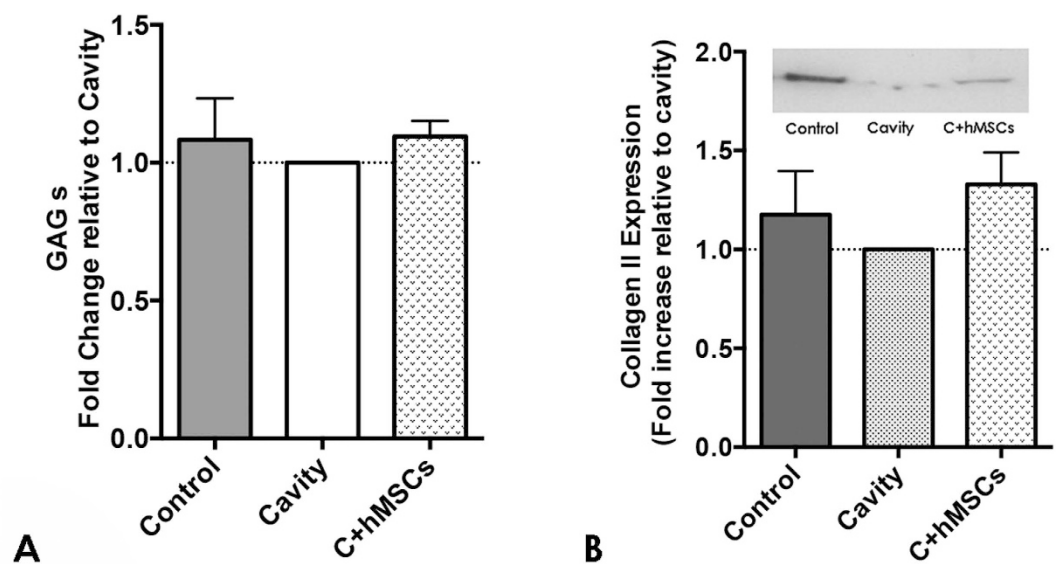 GAG s
Fold Change relative to Cavity
1.5
1.0
0.5
0.0
Control
Cavity
C+hMSCs
A
Collagen II Expression
(Fold increase relative to cavity)
2.0
1.5
1.0
0.5
0.0
Control
Cavity
C+hMSCs
Control
Cavity
C+hMSCs
B